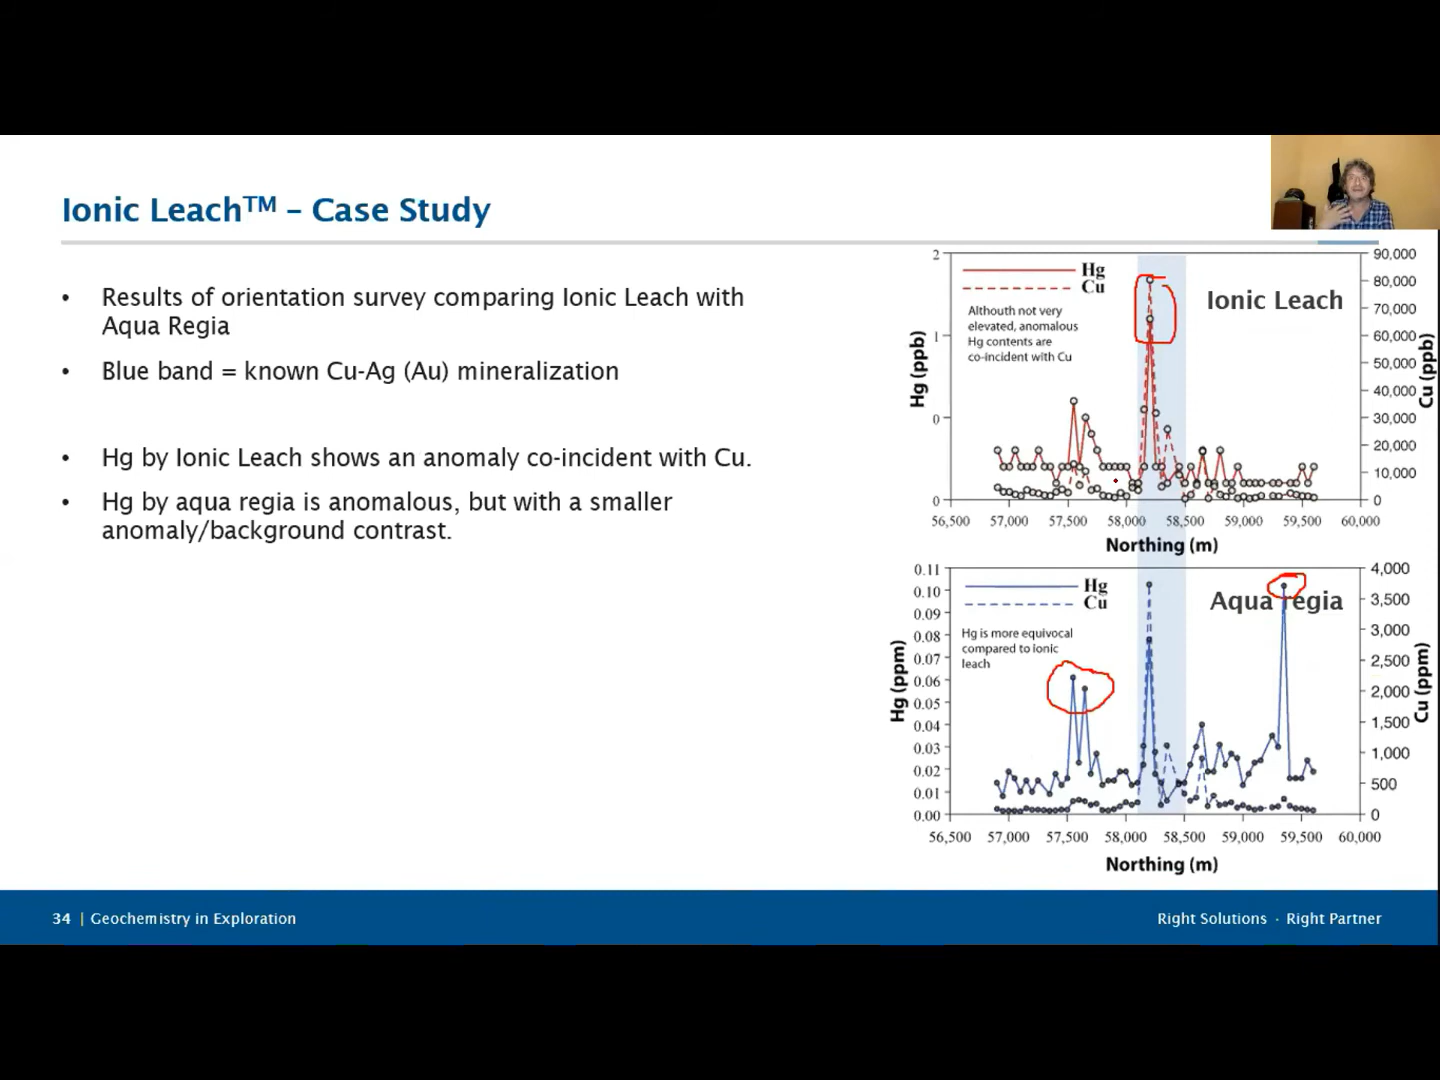 Ionic Leach™ – Case Study
• Results of orientation survey comparing Ionic Leach with
Aqua Regia
• Blue band = known Cu-Ag (Au) mineralization
• Hg by Ionic Leach shows an anomaly co-incident with Cu.
• Hg by aqua regia is anomalous, but with a smaller
anomaly/background contrast.
Hg
Cu
Ionic Leach
Althouth not very
elevated, anomalous
Hg contents are
co-incident with Cu
Hg (ppb)
2
1
0
0
Cu (ppb)
90,000
80,000
70,000
60,000
50,000
40,000
30,000
20,000
10,000
0
56,500 57,000 57,500 58,000 58,500 59,000 59,500 60,000
Northing (m)
Hg
Cu
Aqua regia
Hg is more equivocal
compared to ionic
leach
Hg (ppm)
0.11
0.10
0.09
0.08
0.07
0.06
0.05
0.04
0.03
0.02
0.01
0.00
Cu (ppm)
4,000
3,500
3,000
2,500
2,000
1,500
1,000
500
0
56,500 57,000 57,500 58,000 58,500 59,000 59,500 60,000
Northing (m)
34 | Geochemistry in Exploration
Right Solutions · Right Partner